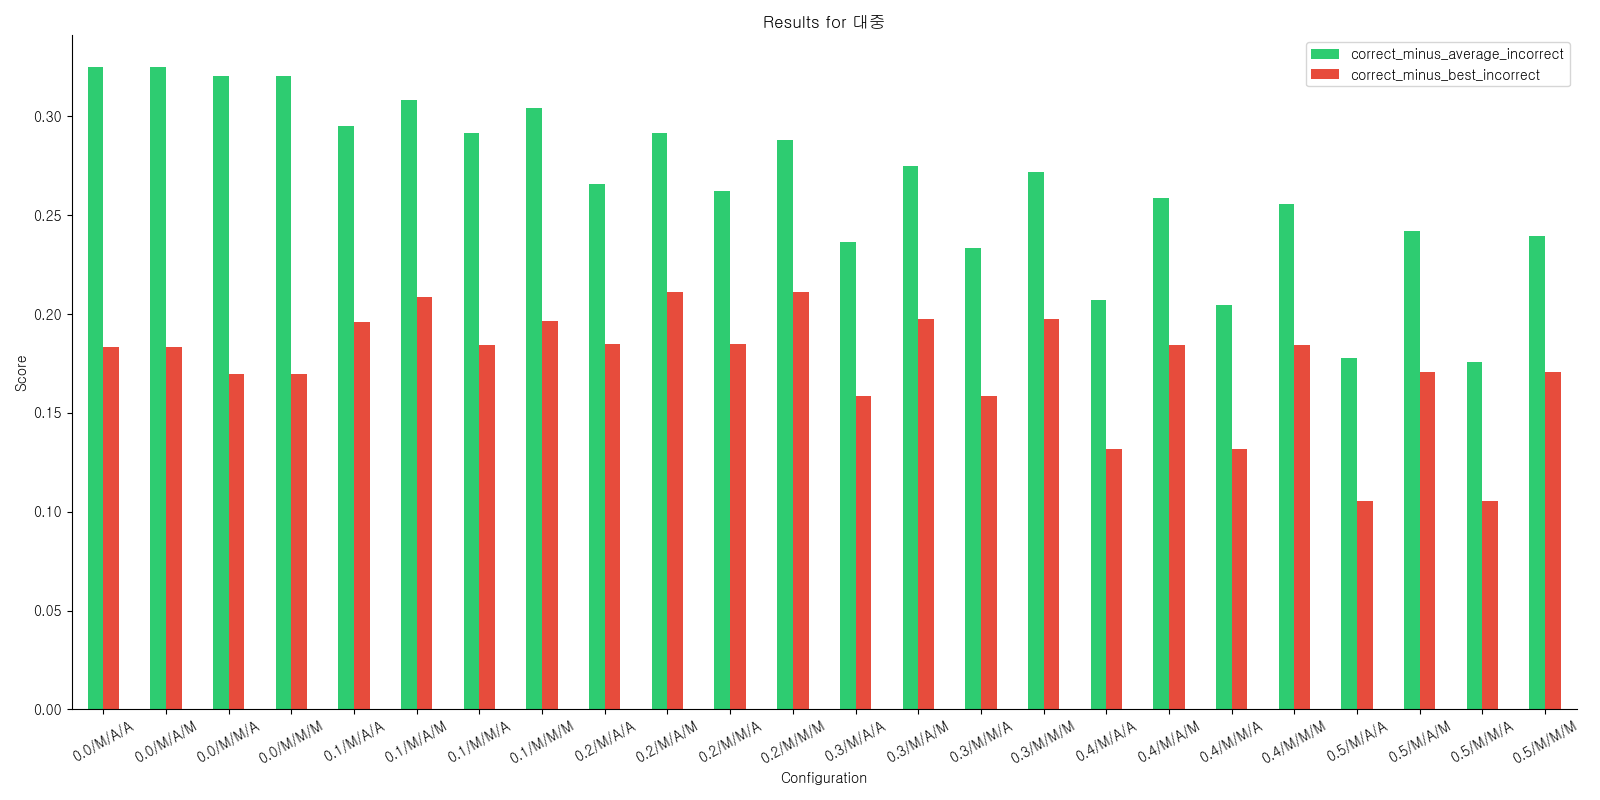 Results for 대중
correct_minus_average_incorrect
correct_minus_best_incorrect
Score
0.30
0.25
0.20
0.15
0.10
0.05
0.00
0.0/M/A/A
0.0/M/A/M
0.0/M/M/A
0.0/M/M/M
0.1/M/A/A
0.1/M/A/M
0.1/M/M/A
0.1/M/M/M
0.2/M/A/A
0.2/M/A/M
0.2/M/M/A
0.2/M/M/M
0.3/M/A/A
0.3/M/A/M
0.3/M/M/A
0.3/M/M/M
0.4/M/A/A
0.4/M/A/M
0.4/M/M/A
0.4/M/M/M
0.5/M/A/A
0.5/M/A/M
0.5/M/M/A
0.5/M/M/M
Configuration